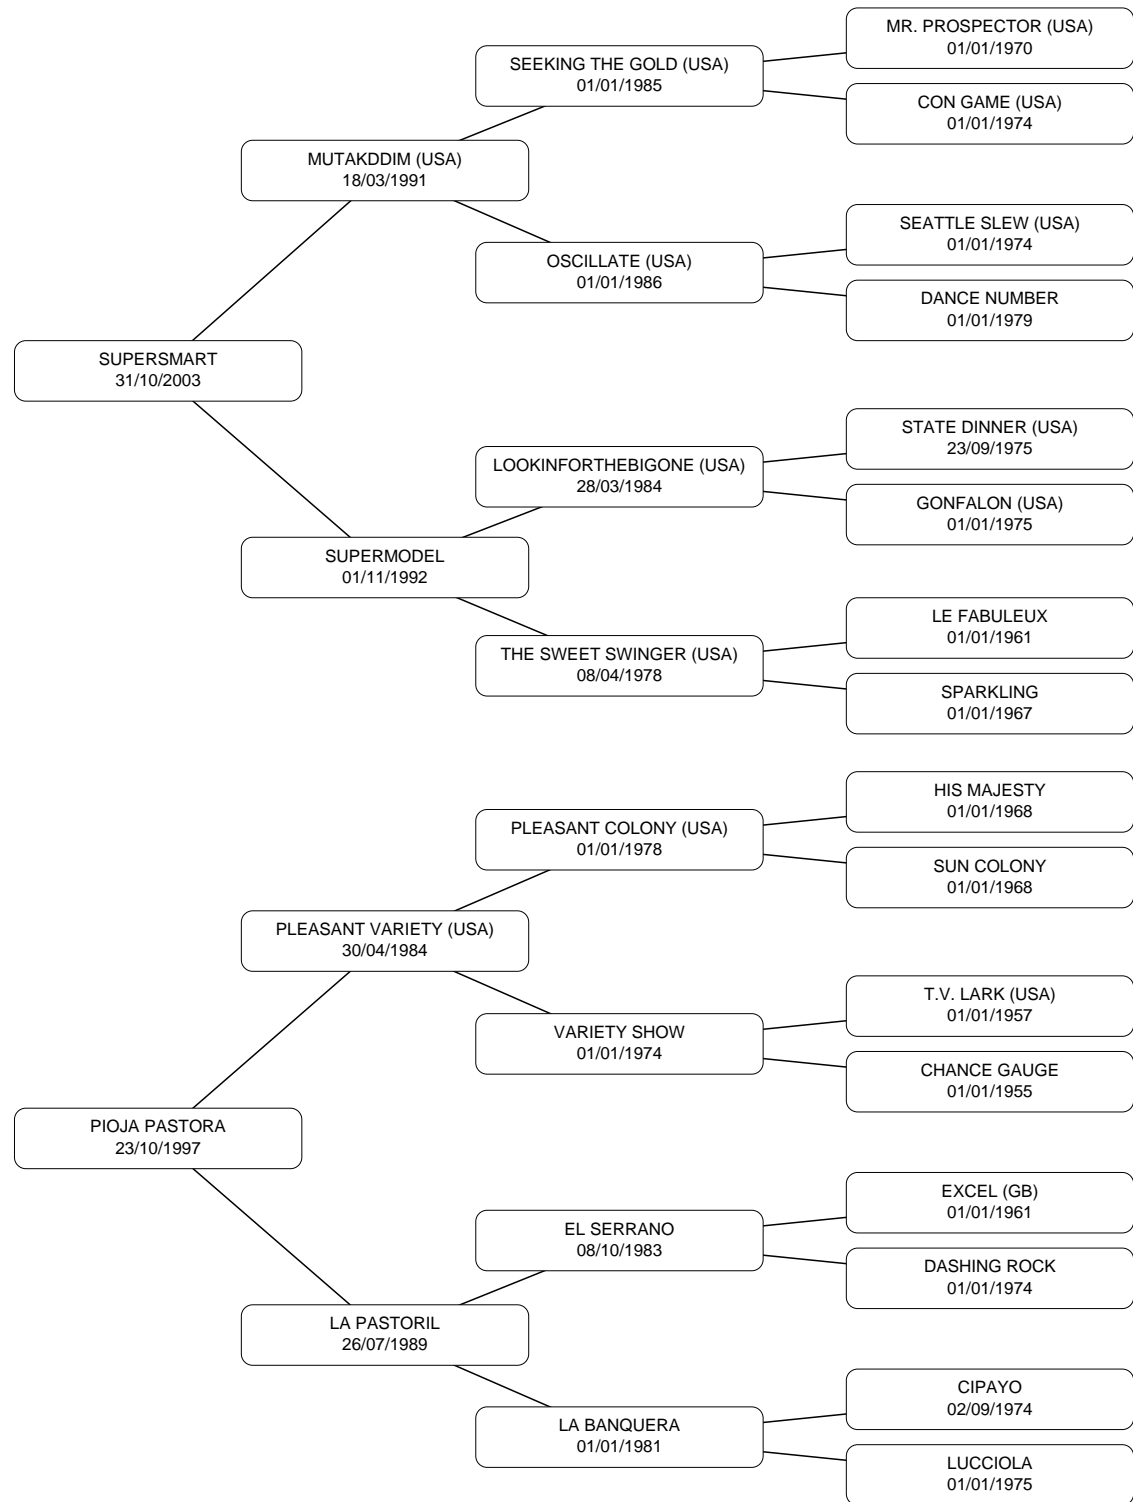 MR. PROSPECTOR (USA)
01/01/1970
SEEKING THE GOLD (USA)
01/01/1985
CON GAME (USA)
01/01/1974
MUTAKDDIM (USA)
18/03/1991
SEATTLE SLEW (USA)
01/01/1974
OSCILLATE (USA)
01/01/1986
DANCE NUMBER
01/01/1979
SUPERSMART
31/10/2003
STATE DINNER (USA)
23/09/1975
LOOKINFORTHEBIGONE (USA)
28/03/1984
GONFALON (USA)
01/01/1975
SUPERMODEL
01/11/1992
LE FABULEUX
01/01/1961
THE SWEET SWINGER (USA)
08/04/1978
SPARKLING
01/01/1967
HIS MAJESTY
01/01/1968
PLEASANT COLONY (USA)
01/01/1978
SUN COLONY
01/01/1968
PLEASANT VARIETY (USA)
30/04/1984
T.V. LARK (USA)
01/01/1957
VARIETY SHOW
01/01/1974
CHANCE GAUGE
01/01/1955
PIOJA PASTORA
23/10/1997
EXCEL (GB)
01/01/1961
EL SERRANO
08/10/1983
DASHING ROCK
01/01/1974
LA PASTORIL
26/07/1989
CIPAYO
02/09/1974
LA BANQUERA
01/01/1981
LUCCIOLA
01/01/1975